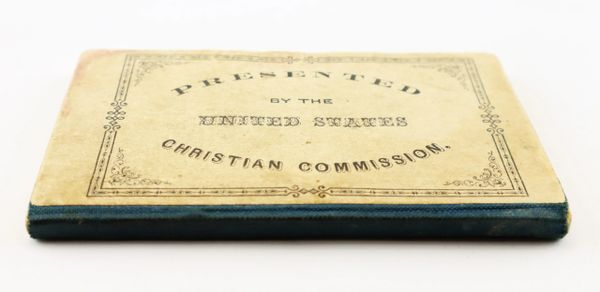 PRESENTED
BY THE
UNITED STATES
CHRISTIAN COMMISSION.